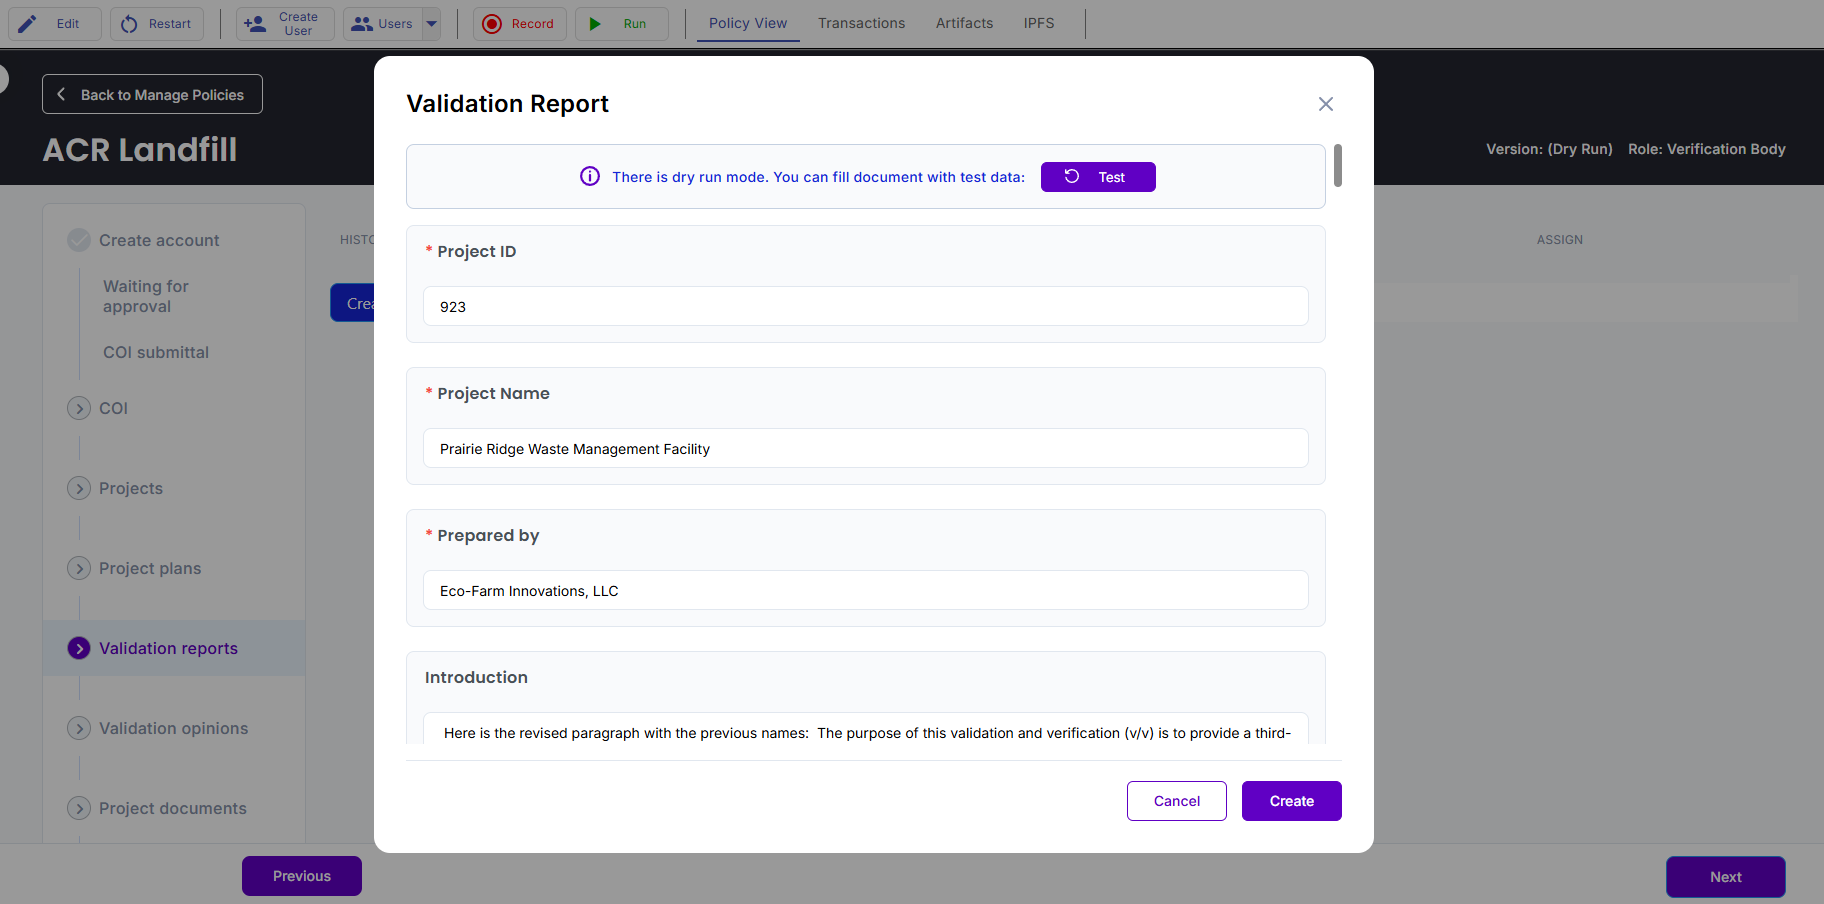 Edit
Restart
Create
User
Users
Record
Run
Policy View
Transactions
Artifacts
IPFS
Back to Manage Policies
ACR Landfill
Version: (Dry Run) Role: Verification Body
Create account
Waiting for
approval
COI submittal
COI
Projects
Project plans
Validation reports
Validation opinions
Project documents
HISTO
Crea
ASSIGN
Validation Report
There is dry run mode. You can fill document with test data:
Test
* Project ID
923
* Project Name
Prairie Ridge Waste Management Facility
* Prepared by
Eco-Farm Innovations, LLC
Introduction
Here is the revised paragraph with the previous names:  The purpose of this validation and verification (v/v) is to provide a third-
Cancel
Create
Previous
Next